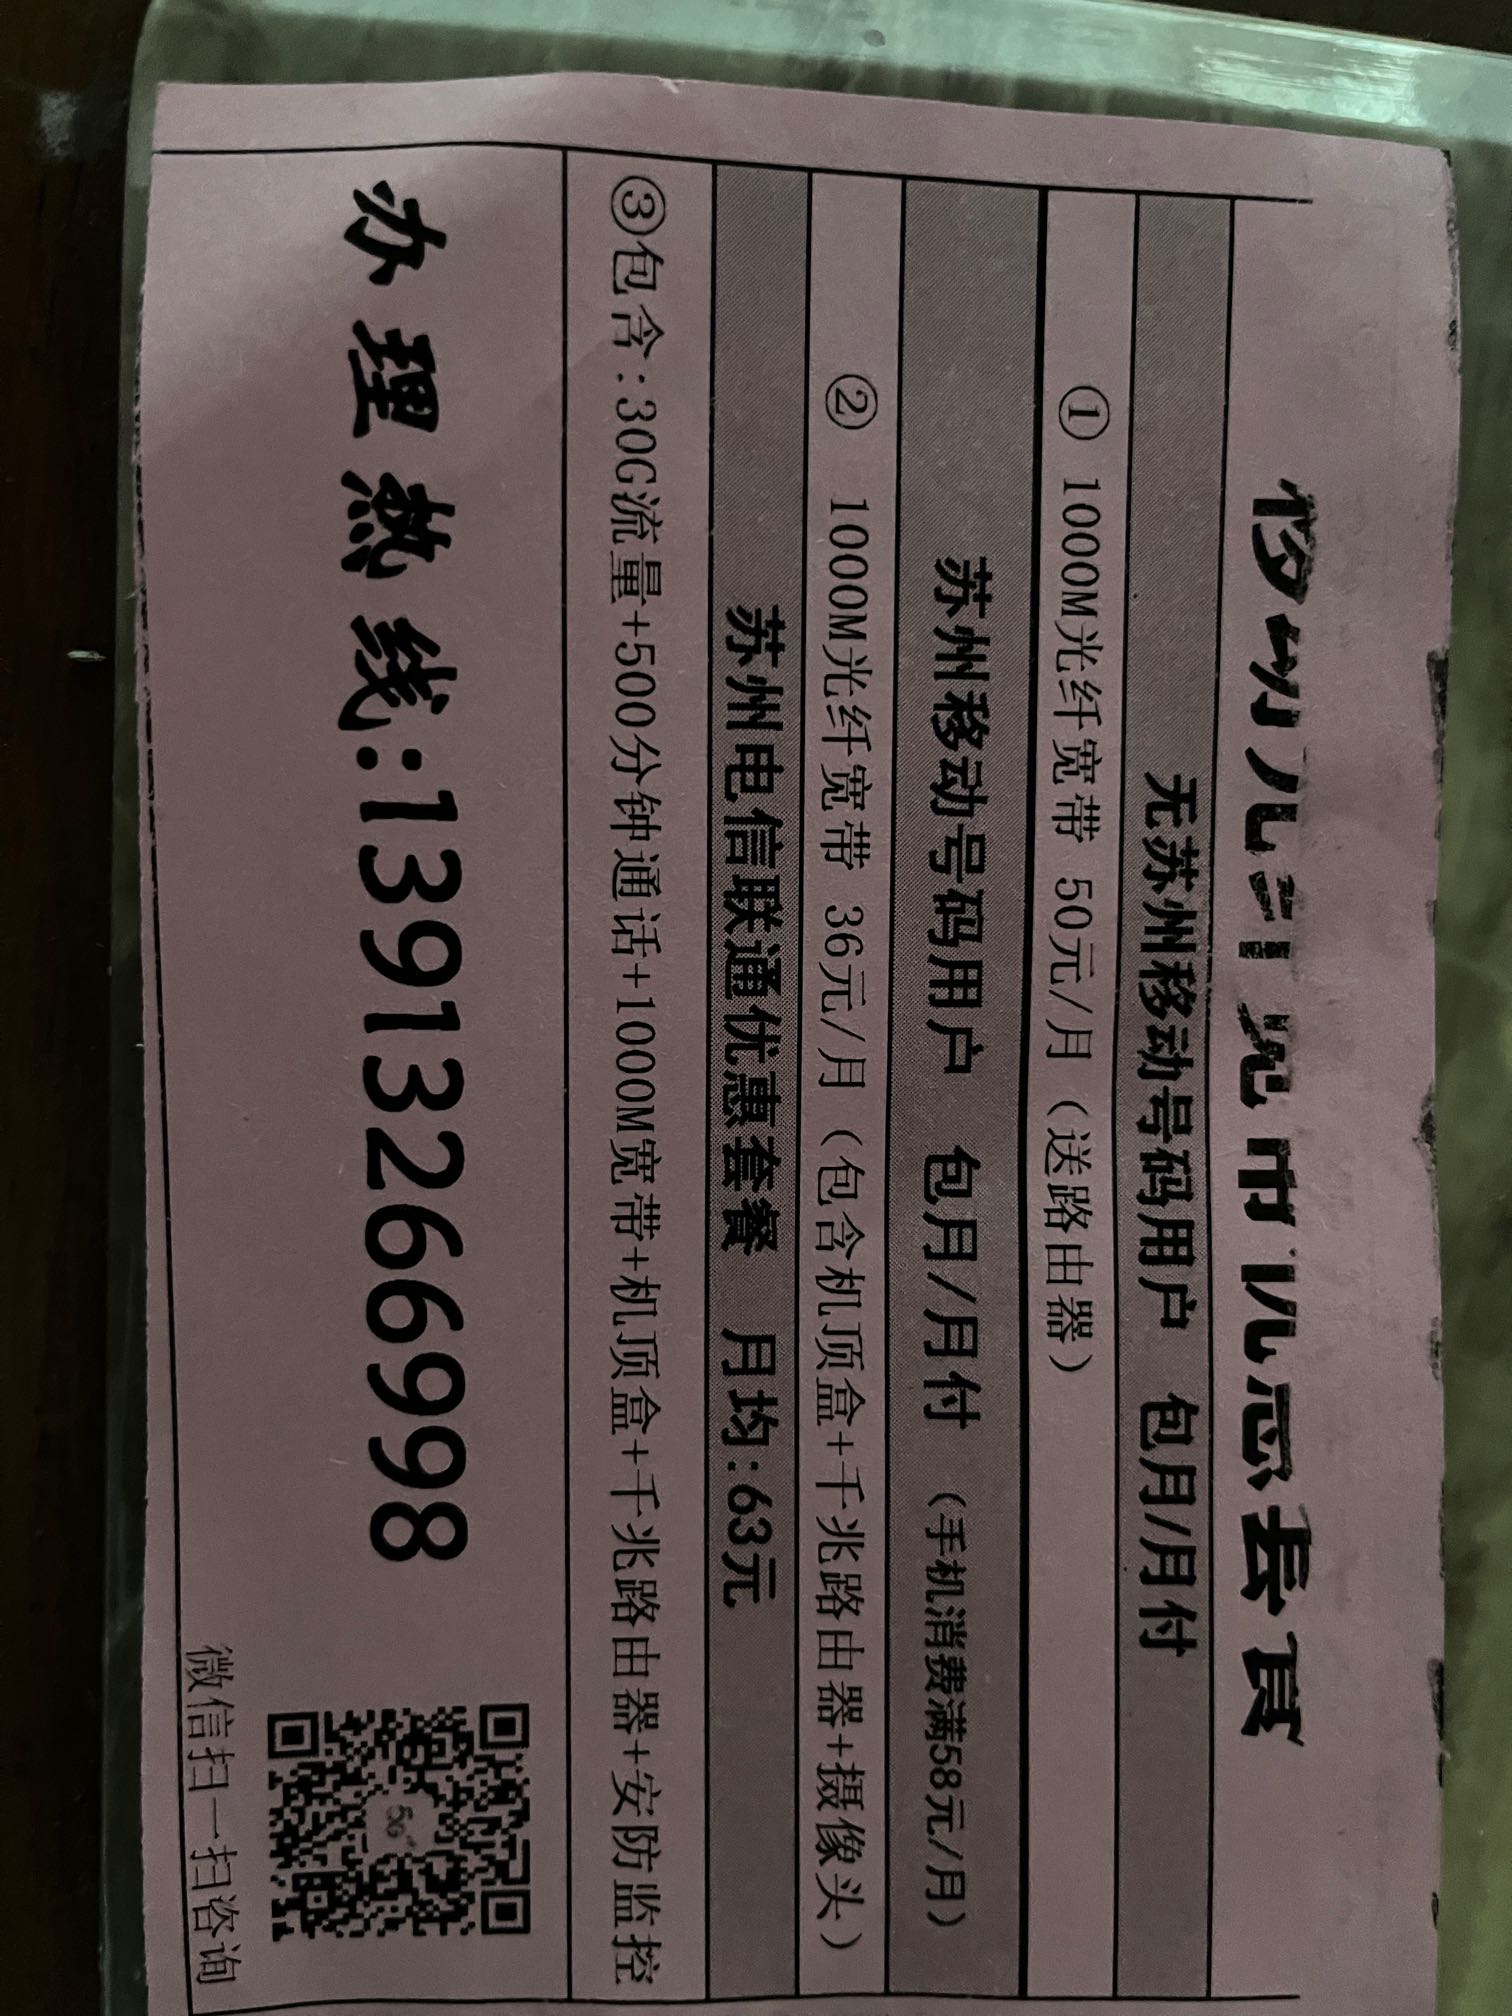 无苏州移动号码用户 包月/月付
① 1000M光纤宽带 50元/月（送路由器）
苏州移动号码用户 包月/月付 （手机消费满58元/月）
② 1000M光纤宽带 36元/月（包含机顶盒+千兆路由器+摄像头）
苏州电信联通优惠套餐 月均:63元
③包含:30G流量+500分钟通话+1000M宽带+机顶盒+千兆路由器+安防监控
办理热线:13913266998
5G
微信扫一扫咨询